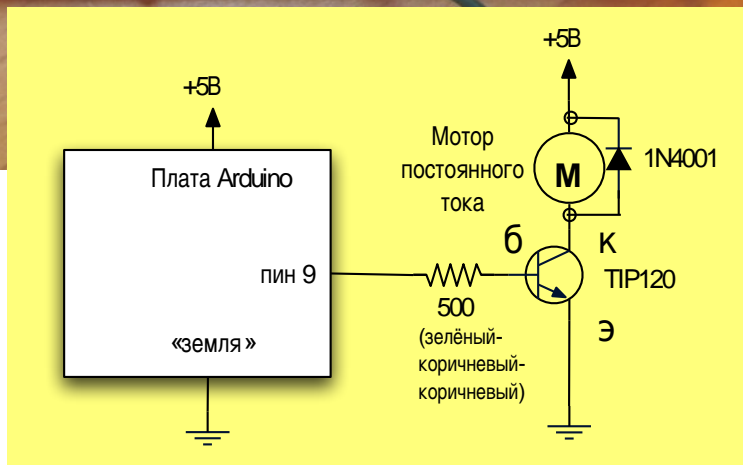 +5В
+5В
Плата Arduino
Мотор
постоянного
тока
М
1N4001
пин 9
б
К
TIP120
500
(зелёный-
коричневый-
коричневый)
Э
«земля»